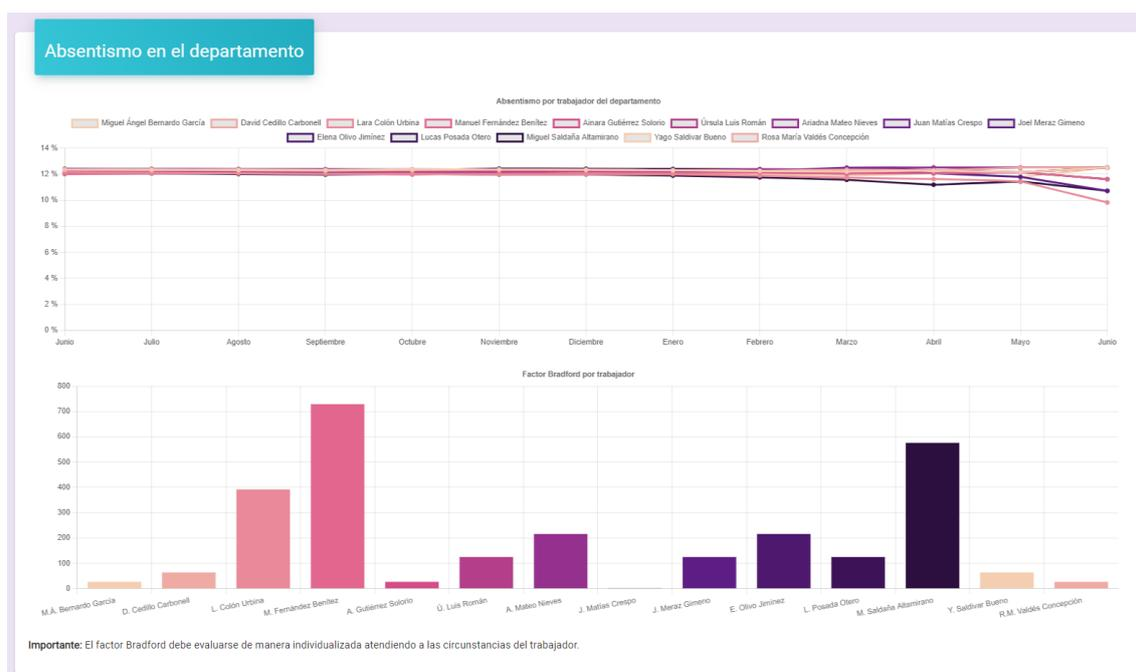 Absentismo en el departamento
Absentismo por trabajador del departamento
Miguel Ángel Bernardo García David Cedillo Carbonell Lara Colón Urbina Manuel Fernández Benítez Ainara Gutiérrez Solorio Úrsula Luis Román Ariadna Mateo Nieves Juan Matías Crespo Joel Meraz Gimeno
Elena Olivo Jiménez Lucas Posada Otero Miguel Saldaña Altamirano Yago Saldivar Bueno Rosa María Valdés Concepción
14 %
12 %
10 %
8 %
6 %
4 %
2 %
0 %
Junio Julio Agosto Septiembre Octubre Noviembre Diciembre Enero Febrero Marzo Abril Mayo Junio
Factor Bradford por trabajador
800
700
600
500
400
300
200
100
0
M.Á. Bernardo García D. Cedillo Carbonell L. Colón Urbina M. Fernández Benítez A. Gutiérrez Solorio Ú. Luis Román A. Mateo Nieves J. Matías Crespo J. Meraz Gimeno E. Olivo Jiménez L. Posada Otero M. Saldaña Altamirano Y. Saldivar Bueno R.M. Valdés Concepción
Importante: El factor Bradford debe evaluarse de manera individualizada atendiendo a las circunstancias del trabajador.